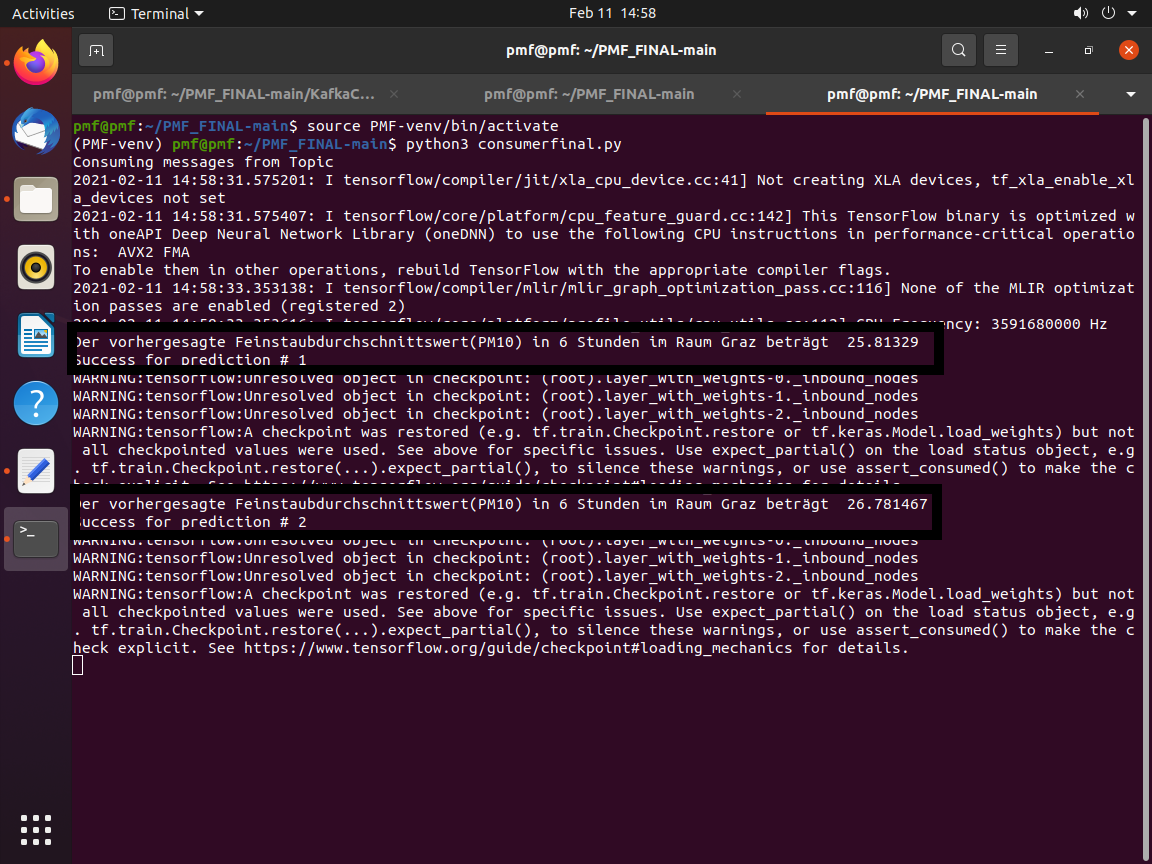 Activities
Terminal
Feb 11 14:58
pmf@pmf: ~/PMF_FINAL-main
pmf@pmf: ~/PMF_FINAL-main/KafkaC...
pmf@pmf: ~/PMF_FINAL-main
pmf@pmf: ~/PMF_FINAL-main
pmf@pmf:~/PMF_FINAL-main$ source PMF-venv/bin/activate
(PMF-venv) pmf@pmf:~/PMF_FINAL-main$ python3 consumerfinal.py
Consuming messages from Topic
2021-02-11 14:58:31.575201: I tensorflow/compiler/jit/xla_cpu_device.cc:41] Not creating XLA devices, tf_xla_enable_xl
a_devices not set
2021-02-11 14:58:31.575407: I tensorflow/core/platform/cpu_feature_guard.cc:142] This TensorFlow binary is optimized w
ith oneAPI Deep Neural Network Library (oneDNN) to use the following CPU instructions in performance-critical operatio
ns:  AVX2 FMA
To enable them in other operations, rebuild TensorFlow with the appropriate compiler flags.
2021-02-11 14:58:33.353138: I tensorflow/compiler/mlir/mlir_graph_optimization_pass.cc:116] None of the MLIR optimizat
ion passes are enabled (registered 2)
3591680000 Hz
Der vorhergesagte Feinstaubdurchschnittswert(PM10) in 6 Stunden im Raum Graz beträgt  25.81329
Success for prediction # 1
WARNING:tensorflow:Unresolved object in checkpoint: (root).layer_with_weights-0._inbound_nodes
WARNING:tensorflow:Unresolved object in checkpoint: (root).layer_with_weights-1._inbound_nodes
WARNING:tensorflow:Unresolved object in checkpoint: (root).layer_with_weights-2._inbound_nodes
WARNING:tensorflow:A checkpoint was restored (e.g. tf.train.Checkpoint.restore or tf.keras.Model.load_weights) but not
 all checkpointed values were used. See above for specific issues. Use expect_partial() on the load status object, e.g
. tf.train.Checkpoint.restore(...).expect_partial(), to silence these warnings, or use assert_consumed() to make the c
heck explicit. See https://www.tensorflow.org/guide/checkpoint#loading_mechanics for details.
Der vorhergesagte Feinstaubdurchschnittswert(PM10) in 6 Stunden im Raum Graz beträgt  26.781467
Success for prediction # 2
WARNING:tensorflow:Unresolved object in checkpoint: (root).layer_with_weights-0._inbound_nodes
WARNING:tensorflow:Unresolved object in checkpoint: (root).layer_with_weights-1._inbound_nodes
WARNING:tensorflow:Unresolved object in checkpoint: (root).layer_with_weights-2._inbound_nodes
WARNING:tensorflow:A checkpoint was restored (e.g. tf.train.Checkpoint.restore or tf.keras.Model.load_weights) but not
 all checkpointed values were used. See above for specific issues. Use expect_partial() on the load status object, e.g
. tf.train.Checkpoint.restore(...).expect_partial(), to silence these warnings, or use assert_consumed() to make the c
heck explicit. See https://www.tensorflow.org/guide/checkpoint#loading_mechanics for details.